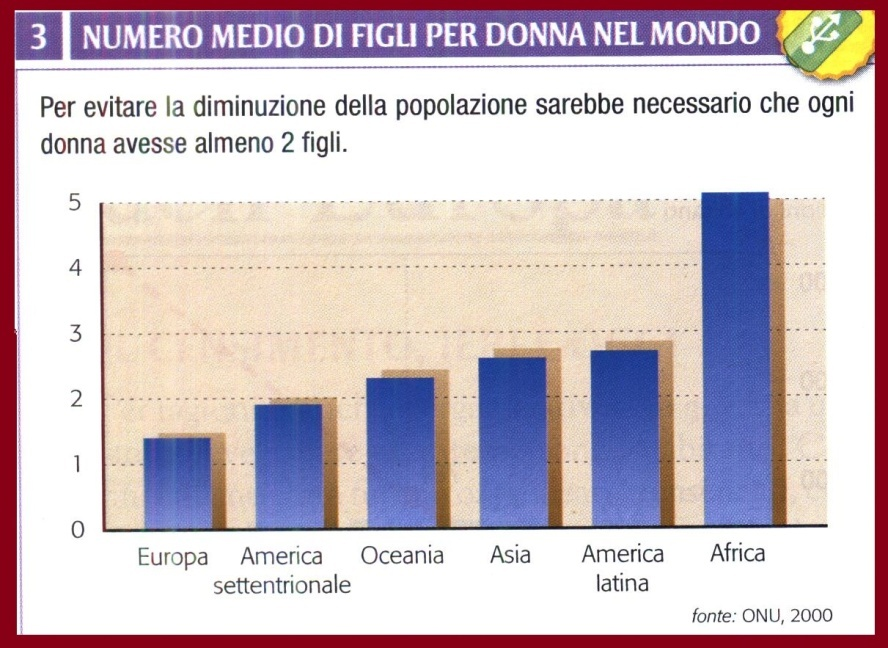 3 NUMERO MEDIO DI FIGLI PER DONNA NEL MONDO
Per evitare la diminuzione della popolazione sarebbe necessario che ogni
donna avesse almeno 2 figli.
5
4
3
2
1
0
Europa America Oceania Asia America Africa
settentrionale latina
fonte: ONU, 2000